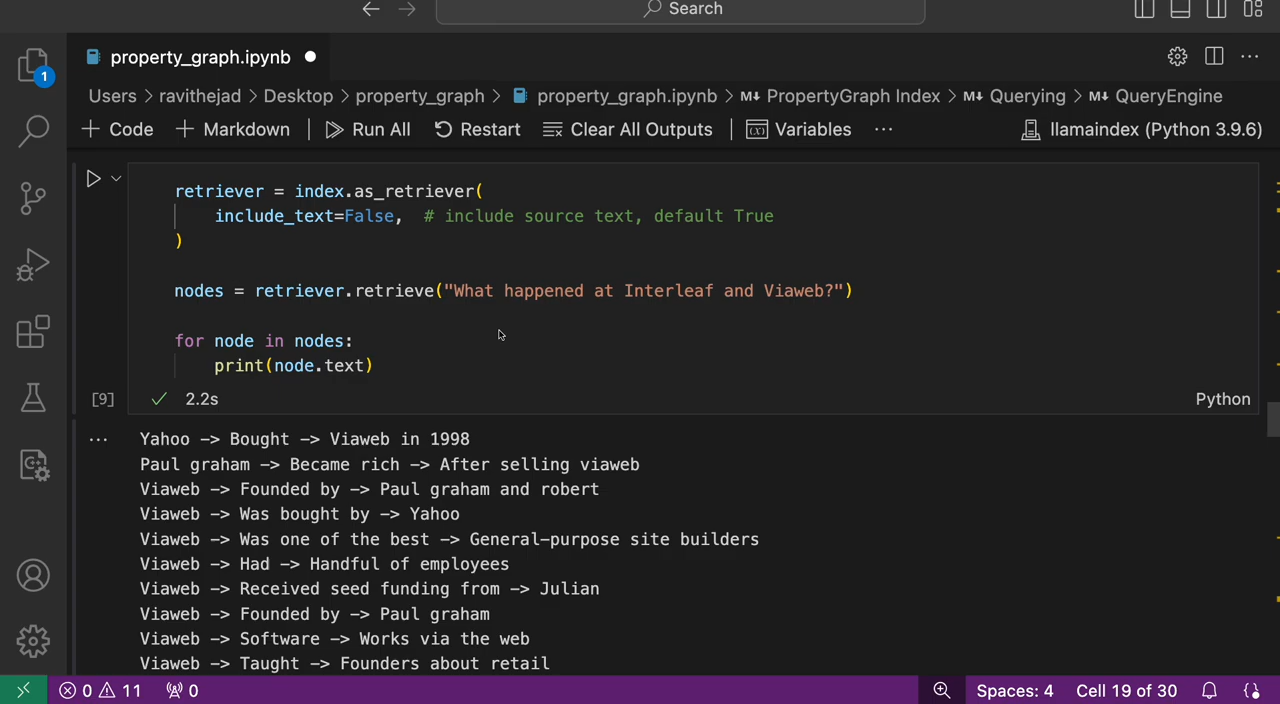 Search
property_graph.ipynb
1
Users > ravithejad > Desktop > property_graph > property_graph.ipynb > M↓ PropertyGraph Index > M↓ Querying > M↓ QueryEngine
+ Code + Markdown | Run All Restart Clear All Outputs | Variables ... llamaindex (Python 3.9.6)
retriever = index.as_retriever(
include_text=False, # include source text, default True
)
nodes = retriever.retrieve("What happened at Interleaf and Viaweb?")
for node in nodes:
print(node.text)
[9] ✓ 2.2s Python
... Yahoo -> Bought -> Viaweb in 1998
Paul graham -> Became rich -> After selling viaweb
Viaweb -> Founded by -> Paul graham and robert
Viaweb -> Was bought by -> Yahoo
Viaweb -> Was one of the best -> General-purpose site builders
Viaweb -> Had -> Handful of employees
Viaweb -> Received seed funding from -> Julian
Viaweb -> Founded by -> Paul graham
Viaweb -> Software -> Works via the web
Viaweb -> Taught -> Founders about retail
0 11 0 Spaces: 4 Cell 19 of 30